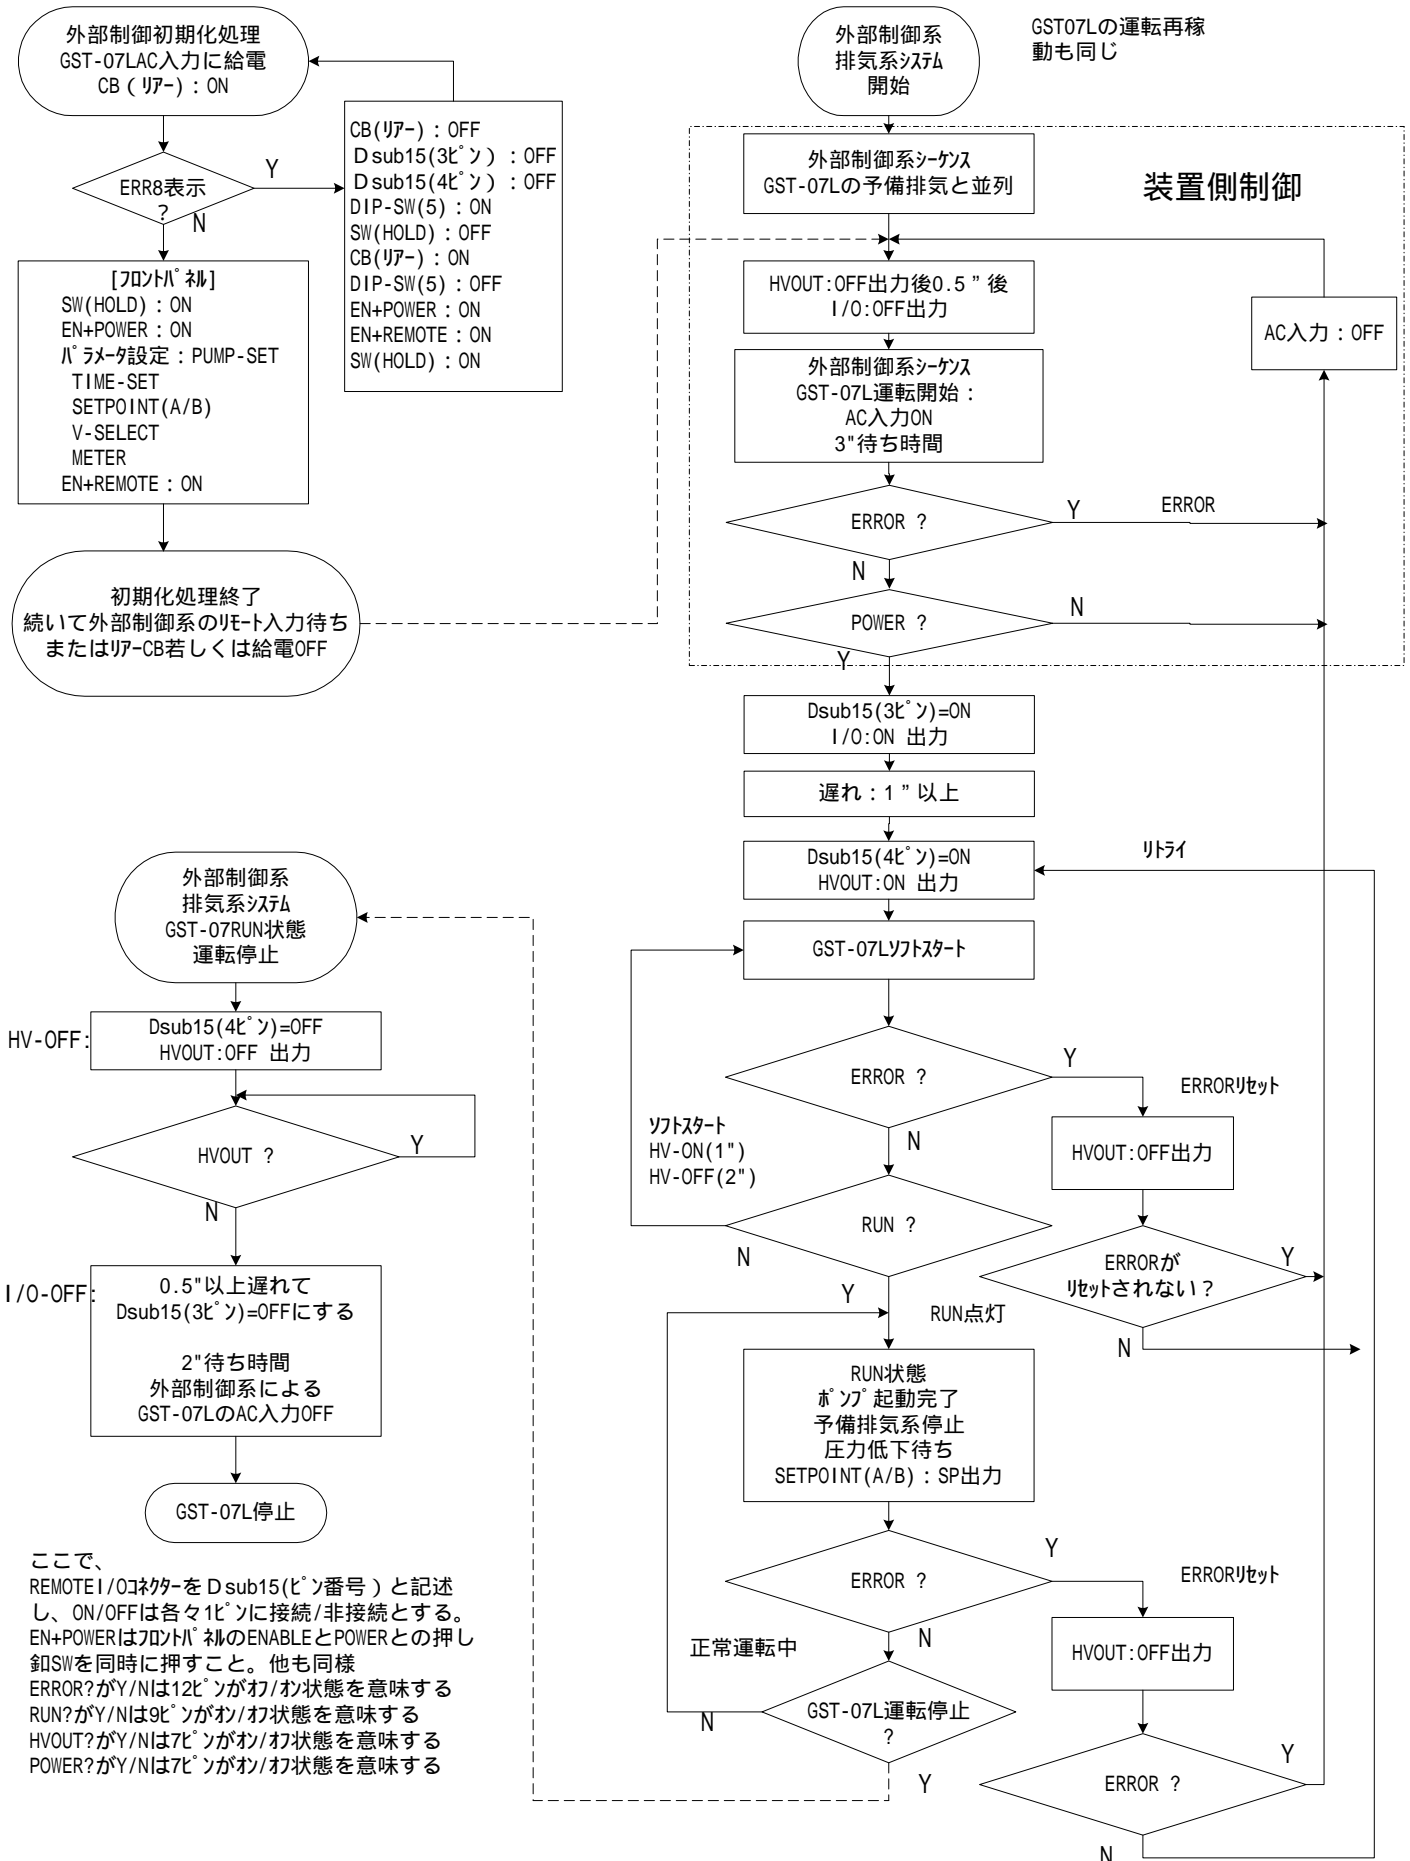 外部制御初期化処理
GST-07LAC入力に給電
CB（ﾘｱｰ)：ON
ERR8表示
?
Y
N
CB(ﾘｱｰ)：OFF
Ｄsub15(3ﾋﾟﾝ）：OFF
Ｄsub15(4ﾋﾟﾝ）：OFF
DIP-SW(5)：ON
SW(HOLD)：OFF
CB(ﾘｱｰ)：ON
DIP-SW(5)：OFF
EN+POWER：ON
EN+REMOTE：ON
SW(HOLD)：ON
[ﾌﾛﾝﾄﾊﾟﾈﾙ]
SW(HOLD)：ON
EN+POWER：ON
ﾊﾟﾗﾒｰﾀ設定：PUMP-SET
TIME-SET
SETPOINT(A/B)
V-SELECT
METER
EN+REMOTE：ON
初期化処理終了
続いて外部制御系のﾘﾓｰﾄ入力待ち
またはﾘｱｰCB若しくは給電OFF
外部制御系
排気系ｼｽﾃﾑ
開始
GST07Lの運転再稼
動も同じ
外部制御系ｼｰｹﾝｽ
GST-07Lの予備排気と並列
装置側制御
HVOUT:OFF出力後0.5”後
I/O:OFF出力
AC入力：OFF
外部制御系ｼｰｹﾝｽ
GST-07L運転開始：
AC入力ON
3"待ち時間
ERROR ?
Y
ERROR
N
POWER ?
N
Y
Dsub15(3ﾋﾟﾝ)=ON
I/O:ON 出力
遅れ：1”以上
Dsub15(4ﾋﾟﾝ)=ON
HVOUT:ON 出力
ﾘﾄﾗｲ
GST-07Lｿﾌﾄｽﾀｰﾄ
ERROR ?
Y
ERRORﾘｾｯﾄ
N
HVOUT:OFF出力
ｿﾌﾄｽﾀｰﾄ
HV-ON(1")
HV-OFF(2")
RUN ?
N
Y
ERRORが
ﾘｾｯﾄされない？
Y
N
RUN点灯
RUN状態
ﾎﾟﾝﾌﾟ起動完了
予備排気系停止
圧力低下待ち
SETPOINT(A/B)：SP出力
ERROR ?
Y
ERRORﾘｾｯﾄ
N
HVOUT:OFF出力
正常運転中
GST-07L運転停止
?
N
Y
ERROR ?
Y
N
外部制御系
排気系ｼｽﾃﾑ
GST-07RUN状態
運転停止
HV-OFF:
Dsub15(4ﾋﾟﾝ)=OFF
HVOUT:OFF 出力
HVOUT ?
Y
N
I/O-OFF:
0.5"以上遅れて
Dsub15(3ﾋﾟﾝ)=OFFにする
2"待ち時間
外部制御系による
GST-07LのAC入力OFF
GST-07L停止
ここで、
REMOTEI/OｺﾈｸﾀｰをＤsub15(ﾋﾟﾝ番号）と記述
し、ON/OFFは各々1ﾋﾟﾝに接続/非接続とする。
EN+POWERはﾌﾛﾝﾄﾊﾟﾈﾙのENABLEとPOWERとの押し
釦SWを同時に押すこと。他も同様
ERROR?がY/Nは12ﾋﾟﾝがｵﾌ/ｵﾝ状態を意味する
RUN?がY/Nは9ﾋﾟﾝがｵﾝ/ｵﾌ状態を意味する
HVOUT?がY/Nは7ﾋﾟﾝがｵﾝ/ｵﾌ状態を意味する
POWER?がY/Nは7ﾋﾟﾝがｵﾝ/ｵﾌ状態を意味する